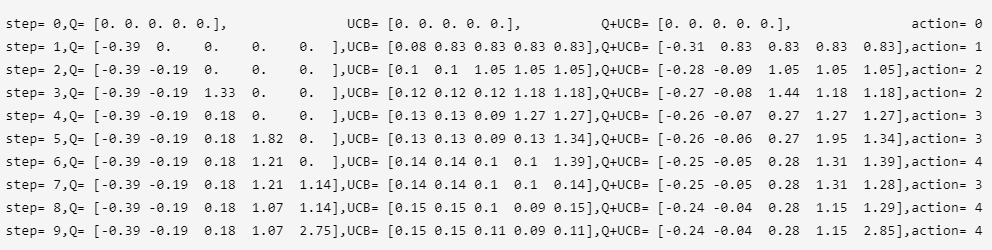 step= 0,Q= [0. 0. 0. 0. 0.], UCB= [0. 0. 0. 0. 0.], Q+UCB= [0. 0. 0. 0. 0.], action= 0
step= 1,Q= [-0.39 0. 0. 0. 0. ],UCB= [0.08 0.83 0.83 0.83 0.83],Q+UCB= [-0.31 0.83 0.83 0.83 0.83],action= 1
step= 2,Q= [-0.39 -0.19 0. 0. 0. ],UCB= [0.1 0.1 1.05 1.05 1.05],Q+UCB= [-0.28 -0.09 1.05 1.05 1.05],action= 2
step= 3,Q= [-0.39 -0.19 1.33 0. 0. ],UCB= [0.12 0.12 0.12 1.18 1.18],Q+UCB= [-0.27 -0.08 1.44 1.18 1.18],action= 2
step= 4,Q= [-0.39 -0.19 0.18 0. 0. ],UCB= [0.13 0.13 0.09 1.27 1.27],Q+UCB= [-0.26 -0.07 0.27 1.27 1.27],action= 3
step= 5,Q= [-0.39 -0.19 0.18 1.82 0. ],UCB= [0.13 0.13 0.09 0.13 1.34],Q+UCB= [-0.26 -0.06 0.27 1.95 1.34],action= 3
step= 6,Q= [-0.39 -0.19 0.18 1.21 0. ],UCB= [0.14 0.14 0.1 0.1 1.39],Q+UCB= [-0.25 -0.05 0.28 1.31 1.39],action= 4
step= 7,Q= [-0.39 -0.19 0.18 1.21 1.14],UCB= [0.14 0.14 0.1 0.1 0.14],Q+UCB= [-0.25 -0.05 0.28 1.31 1.28],action= 3
step= 8,Q= [-0.39 -0.19 0.18 1.07 1.14],UCB= [0.15 0.15 0.1 0.09 0.15],Q+UCB= [-0.24 -0.04 0.28 1.15 1.29],action= 4
step= 9,Q= [-0.39 -0.19 0.18 1.07 2.75],UCB= [0.15 0.15 0.11 0.09 0.11],Q+UCB= [-0.24 -0.04 0.28 1.15 2.85],action= 4